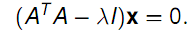 (AᵀA − λI)x = 0.